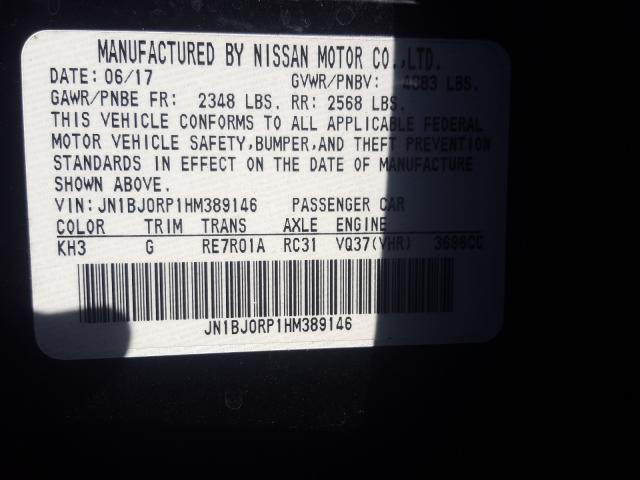 MANUFACTURED BY NISSAN MOTOR CO.,LTD.
DATE: 06/17 GVWR/PNBV: 4883 LBS.
GAWR/PNBE FR: 2348 LBS. RR: 2568 LBS.
THIS VEHICLE CONFORMS TO ALL APPLICABLE FEDERAL
MOTOR VEHICLE SAFETY,BUMPER,AND THEFT PREVENTION
STANDARDS IN EFFECT ON THE DATE OF MANUFACTURE
SHOWN ABOVE.
VIN: JN1BJ0RP1HM389146 PASSENGER CAR
COLOR TRIM TRANS AXLE ENGINE
KH3 G RE7R01A RC31 VQ37(VHR) 3696CC
JN1BJ0RP1HM389146